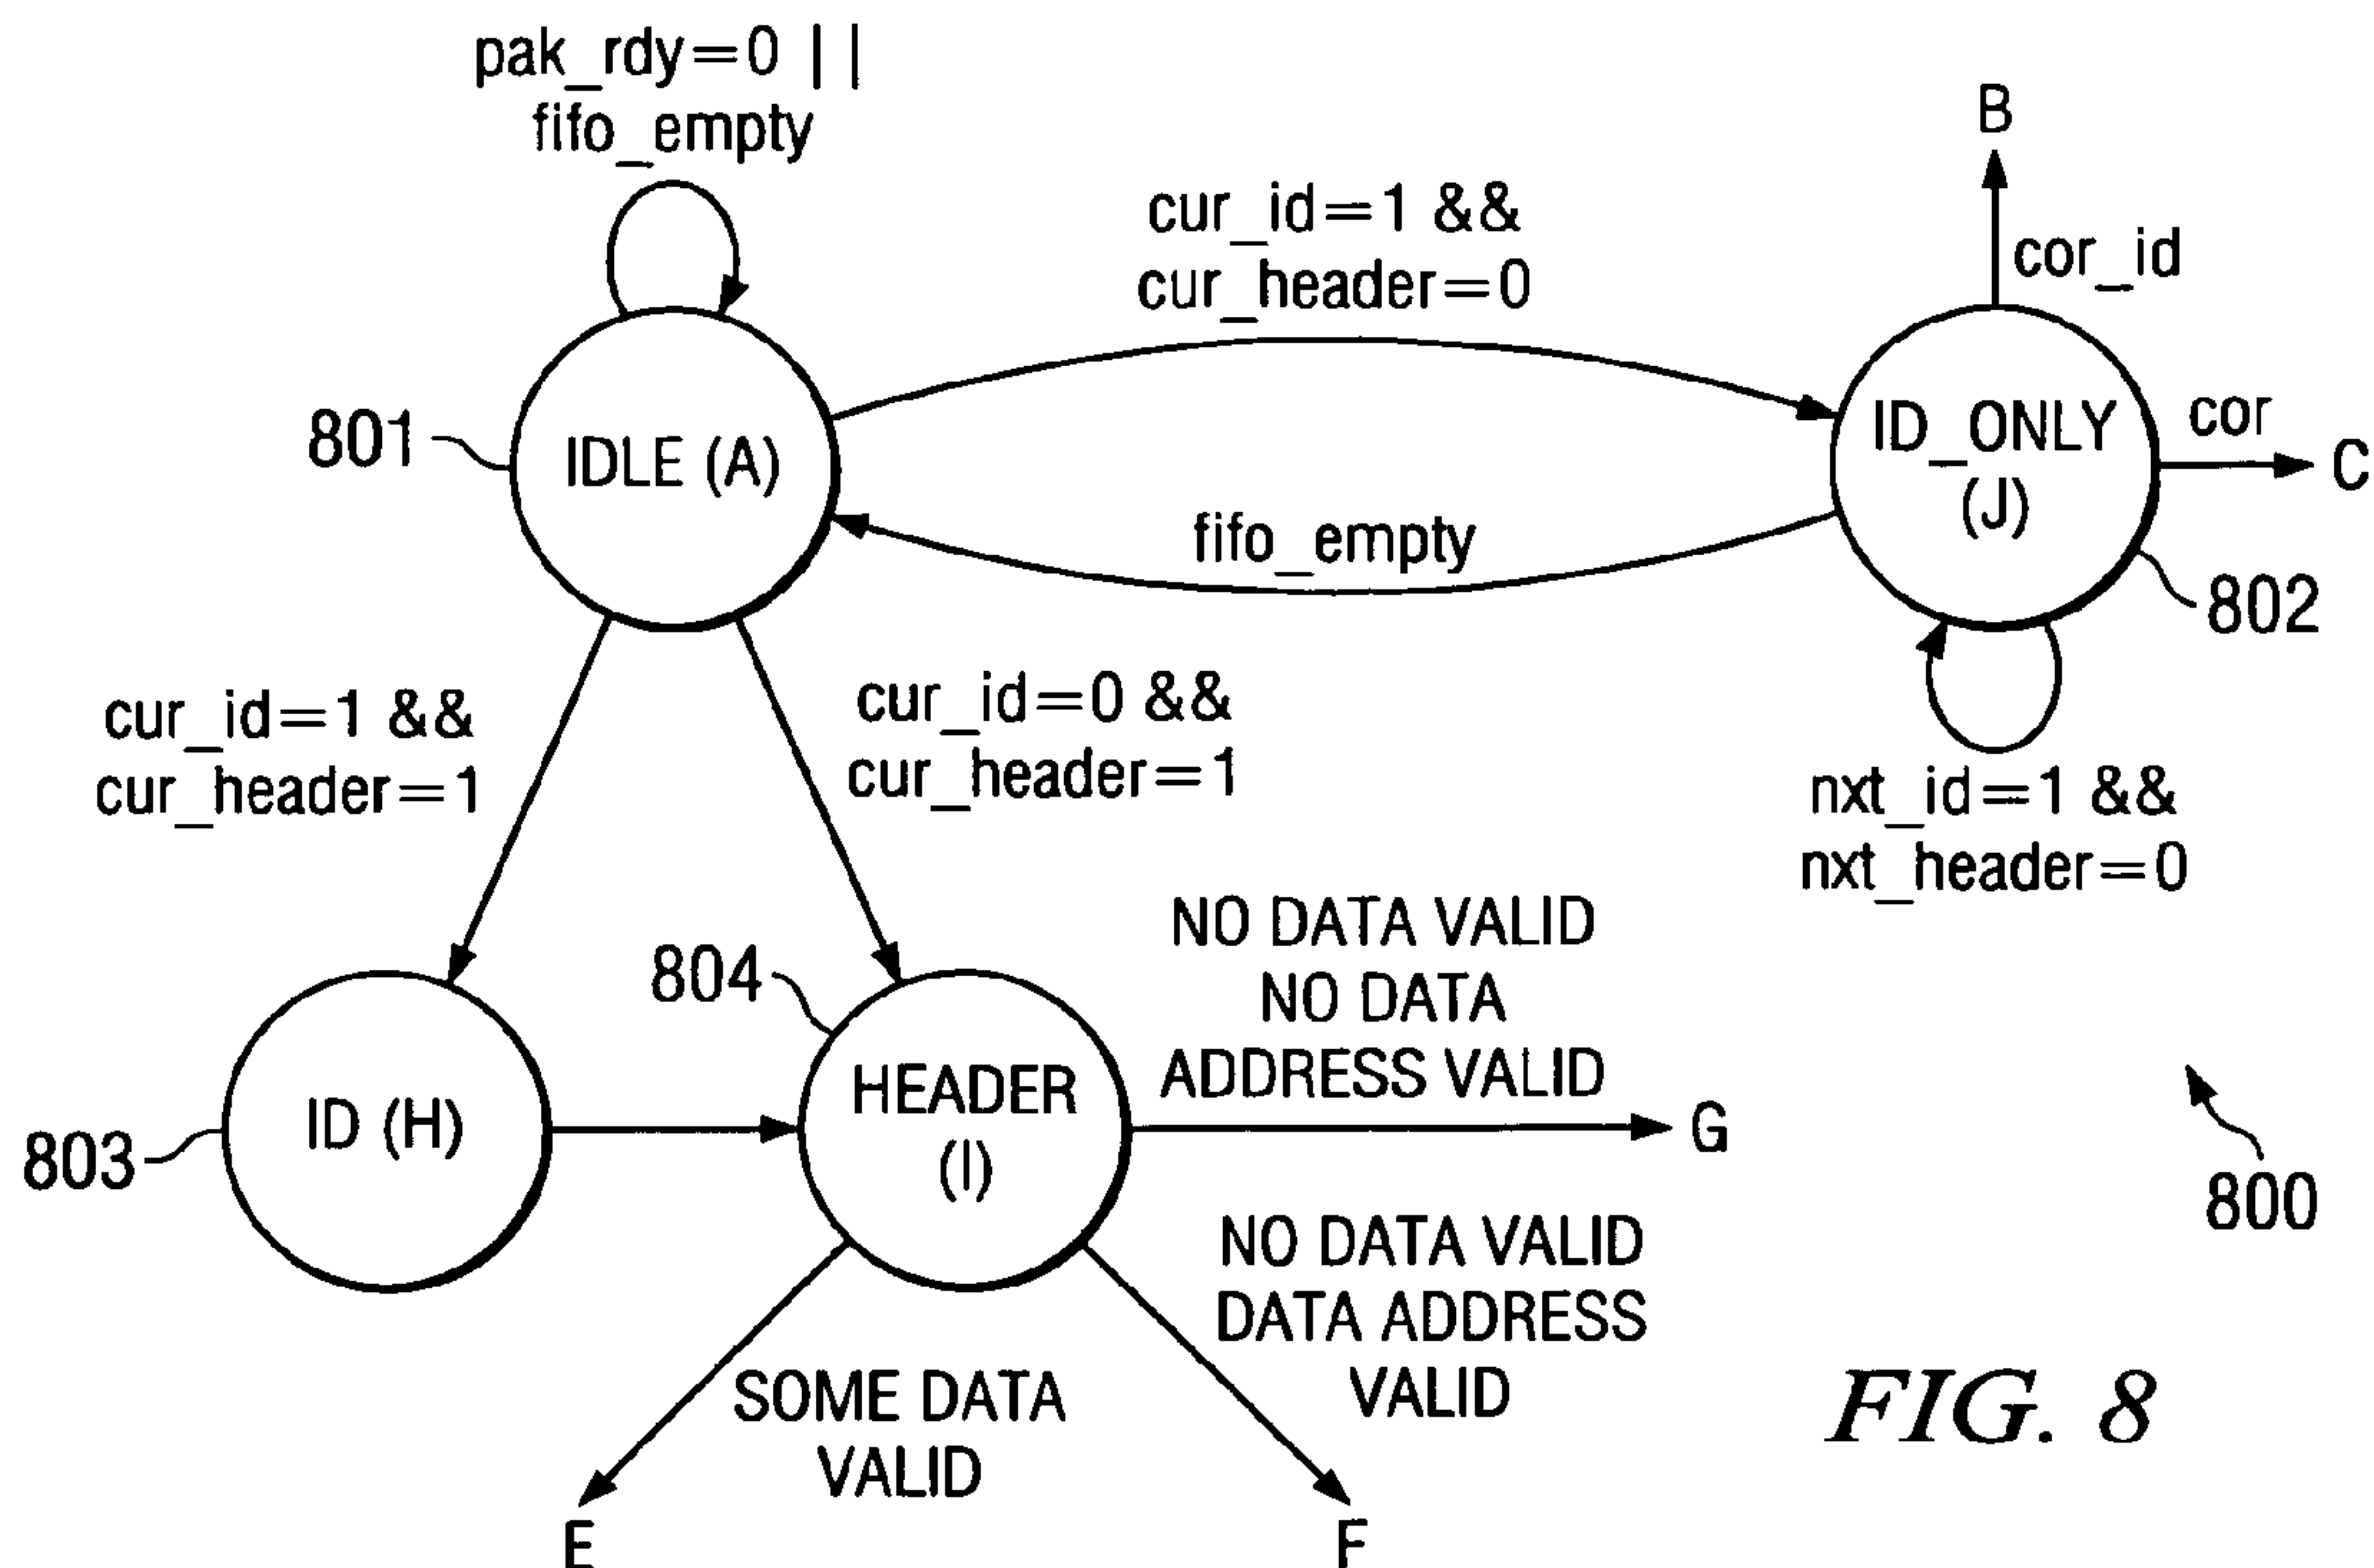 pak_rdy=0 ||
fifo_empty
B
cur_id=1 &&
cur_header=0
cor_id
801
IDLE (A)
ID_ONLY
(J)
cor
C
fifo_empty
802
cur_id=1 &&
cur_header=1
cur_id=0 &&
cur_header=1
nxt_id=1 &&
nxt_header=0
NO DATA VALID
NO DATA
ADDRESS VALID
804
803
ID (H)
HEADER
(I)
G
800
NO DATA VALID
DATA ADDRESS
VALID
SOME DATA
VALID
E
F
FIG. 8